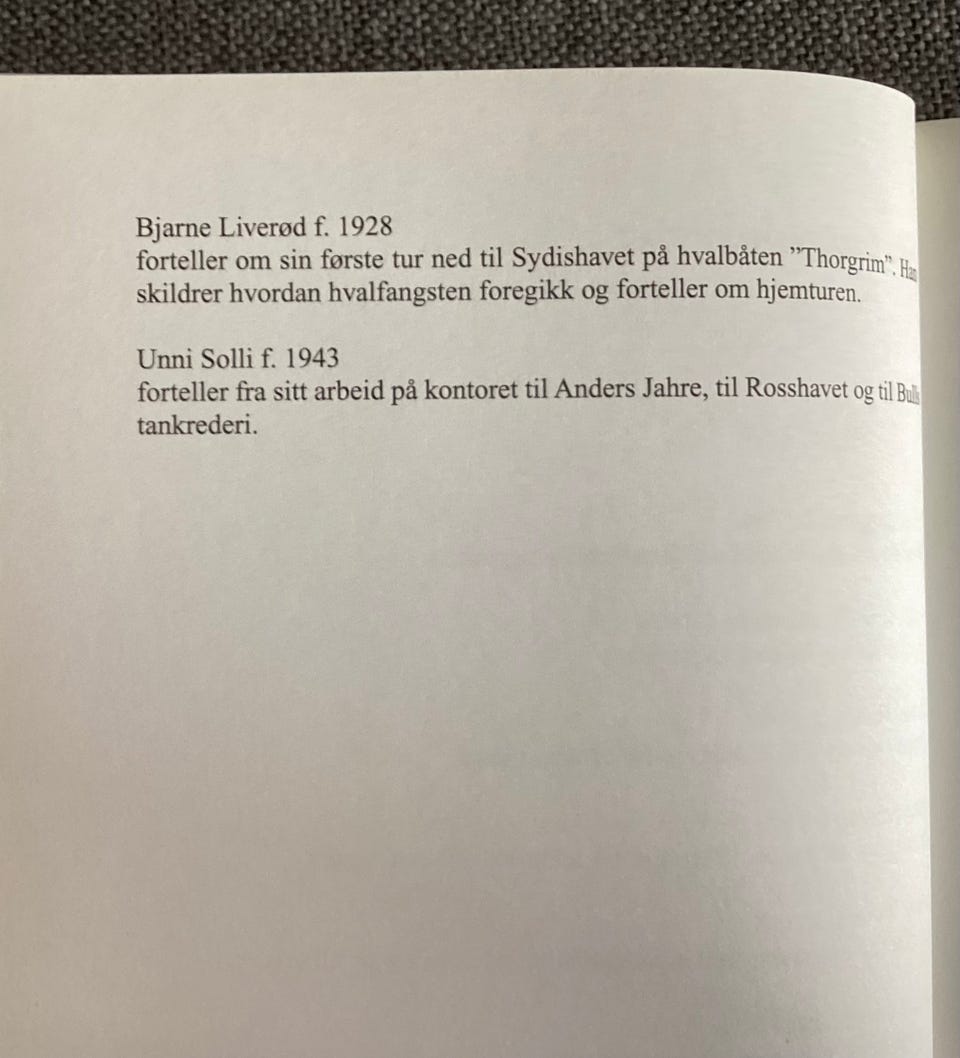 Bjarne Liverød f. 1928
forteller om sin første tur ned til Sydishavet på hvalbåten ”Thorgrim”. Han
skildrer hvordan hvalfangsten foregikk og forteller om hjemturen.
Unni Solli f. 1943
forteller fra sitt arbeid på kontoret til Anders Jahre, til Rosshavet og til
tankrederi.